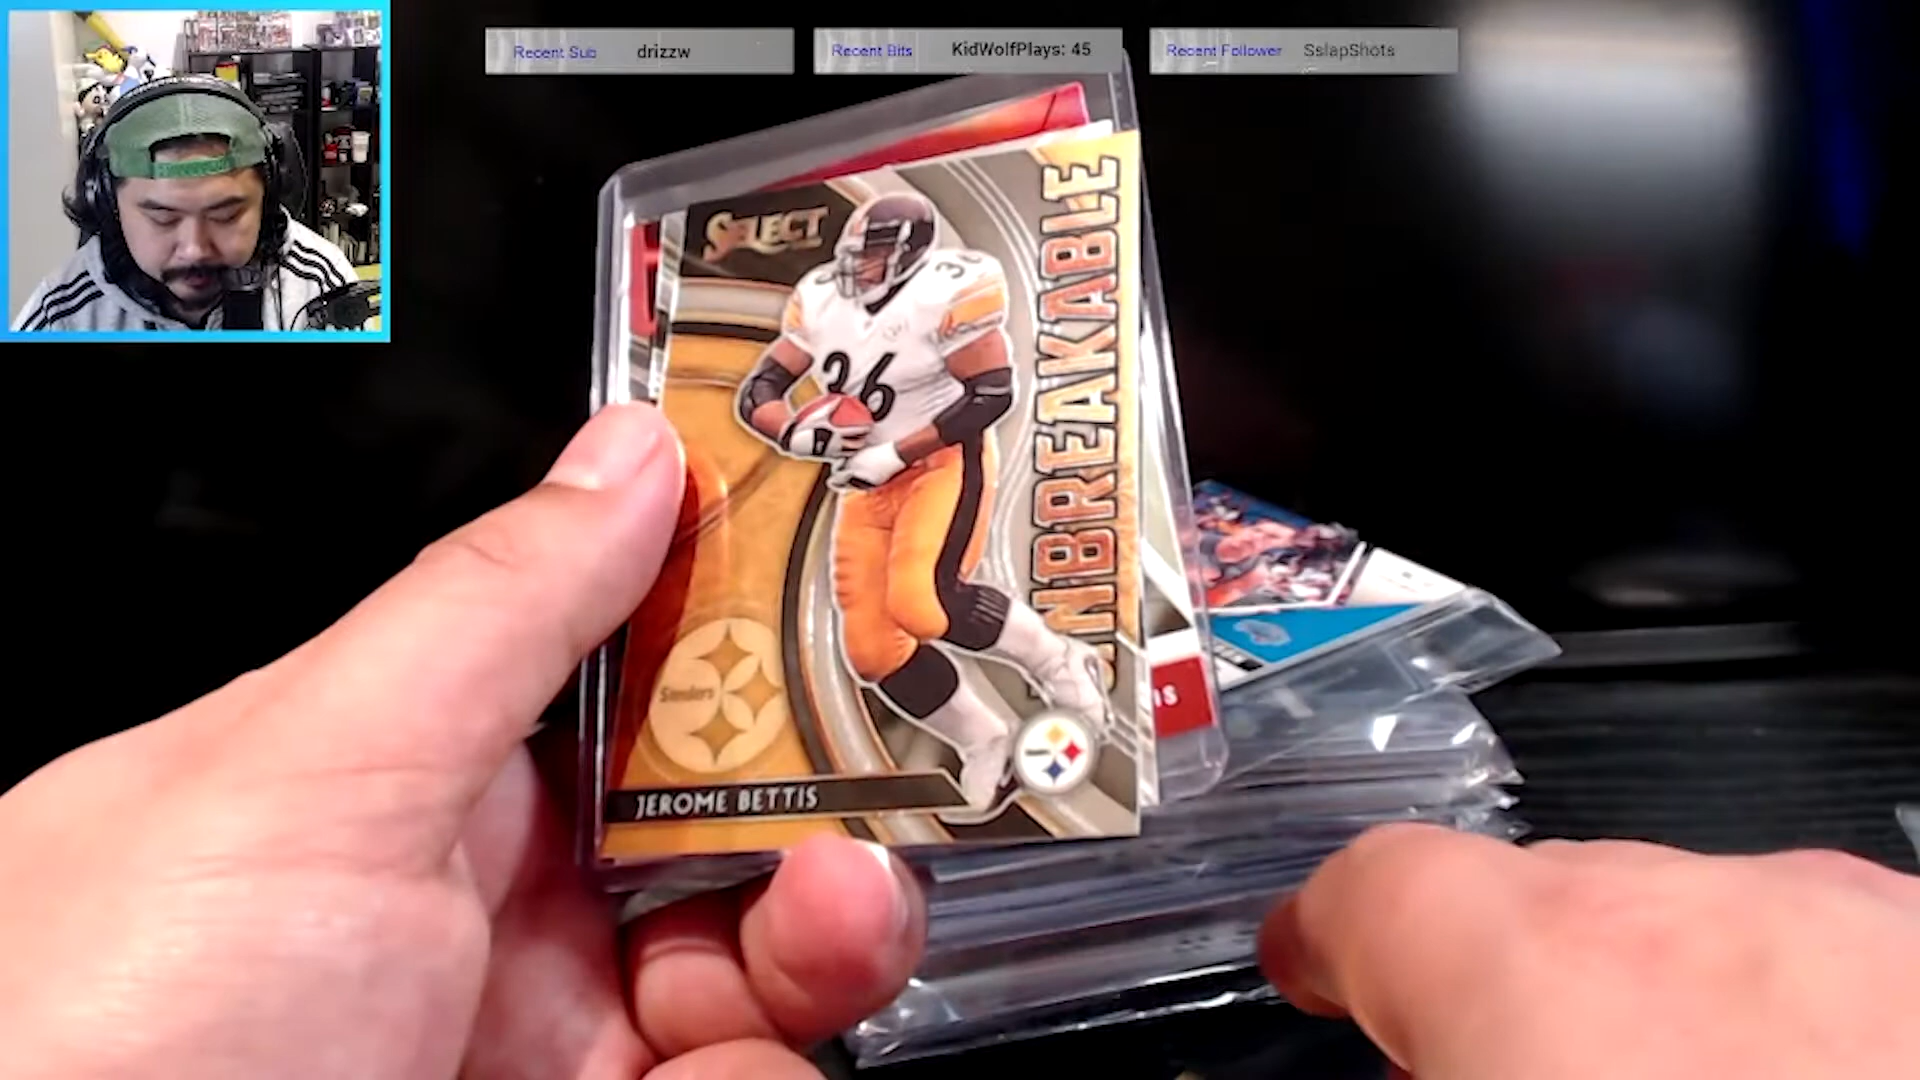 Recent Sub drizzw
Recent Bits KidWolfPlays: 45
Recent Follower SslapShots
SELECT
UNBREAKABLE
36
Steelers
JEROME BETTIS